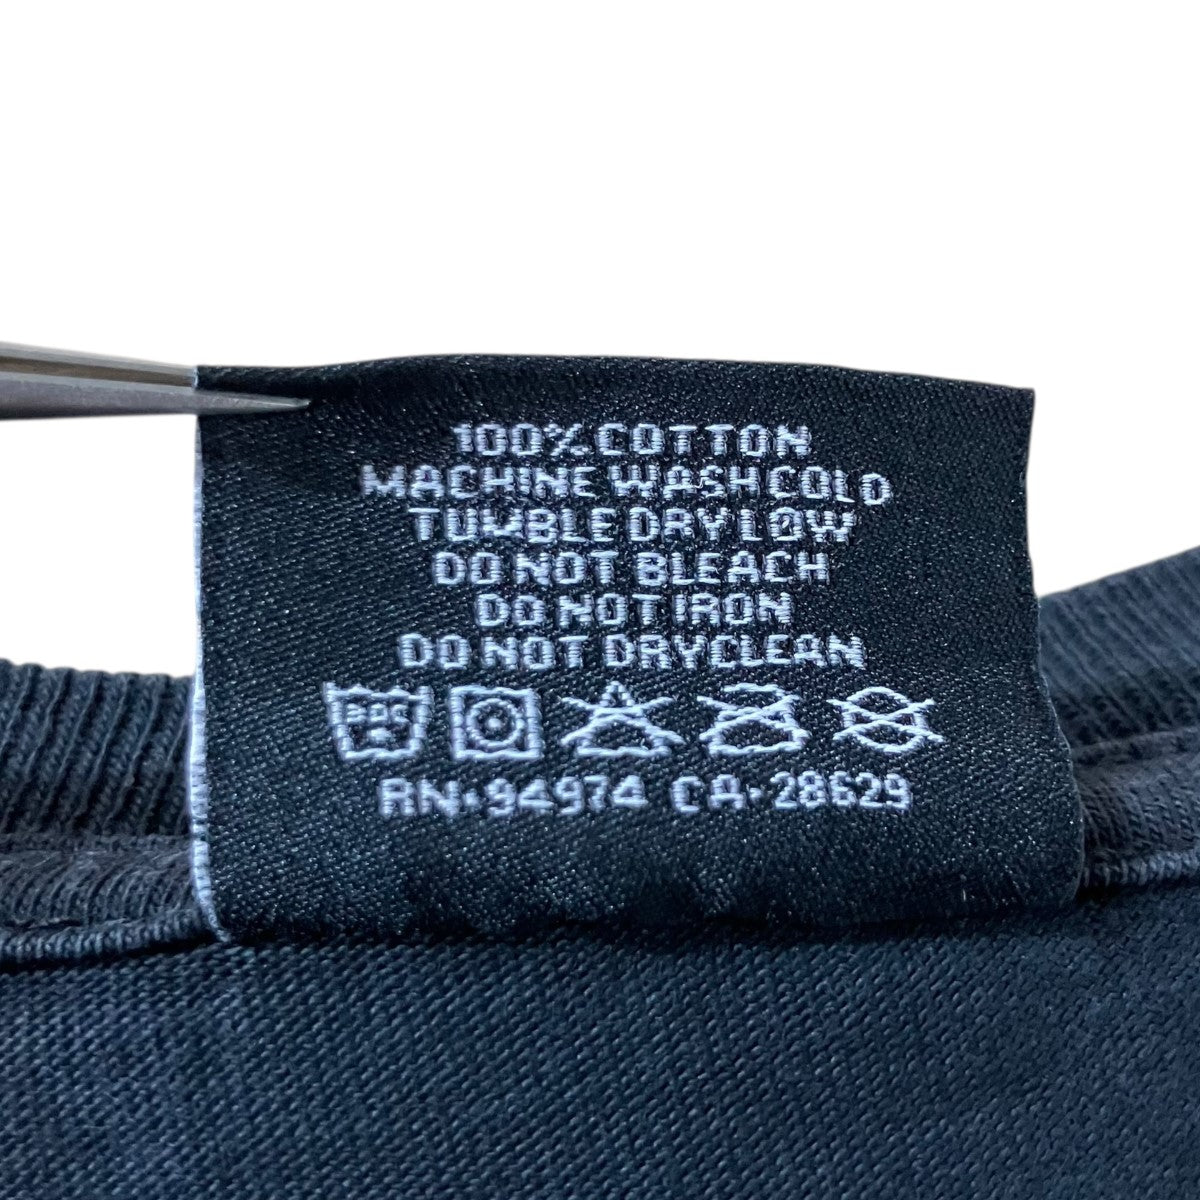 100% COTTON
MACHINE WASH COLD
TUMBLE DRY LOW
DO NOT BLEACH
DO NOT IRON
DO NOT DRYCLEAN
30C
RN·94974 CA·28629